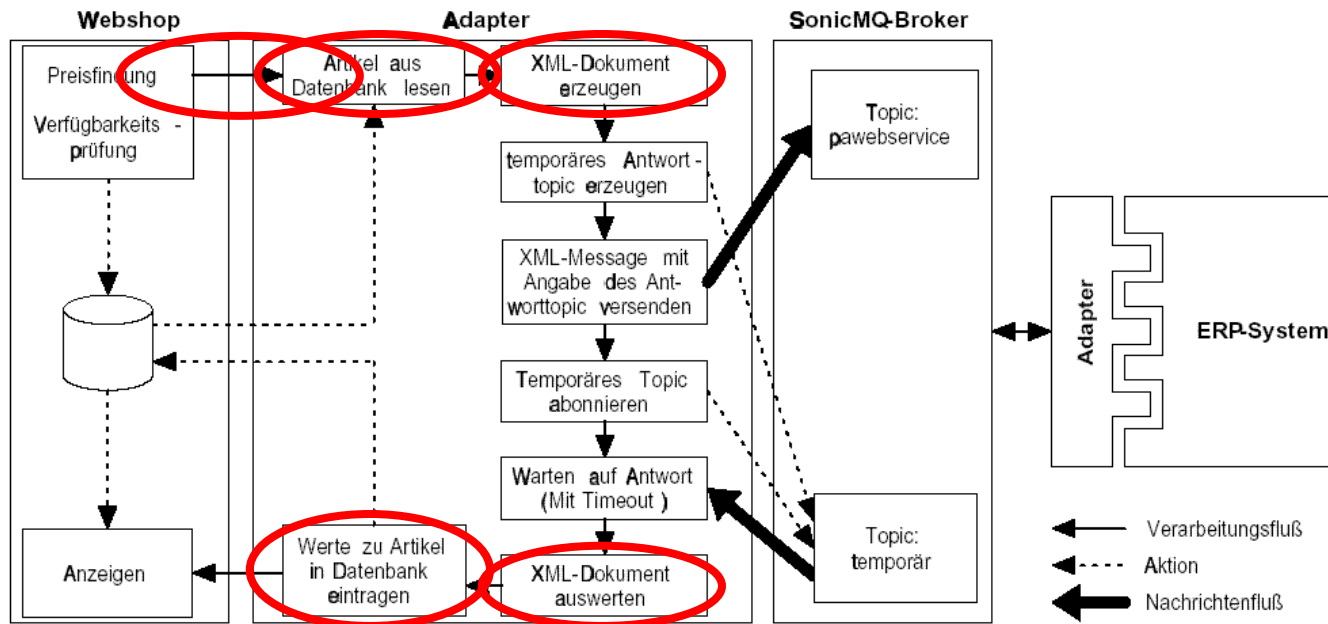 Webshop
Adapter
SonicMQ-Broker
Preisfindung
Verfügbarkeits -
prüfung
Artikel aus
Datenbank lesen
XML-Dokument
erzeugen
temporäres Antwort -
topic erzeugen
XML-Message mit
Angabe des Ant-
worttopic versenden
Temporäres Topic
abonnieren
Warten auf Antwort
(Mit Timeout )
XML-Dokument
auswerten
Werte zu Artikel
in Datenbank
eintragen
Anzeigen
Topic:
pawebservice
Topic:
temporär
Adapter
ERP-System
Verarbeitungsfluß
Aktion
Nachrichtenfluß